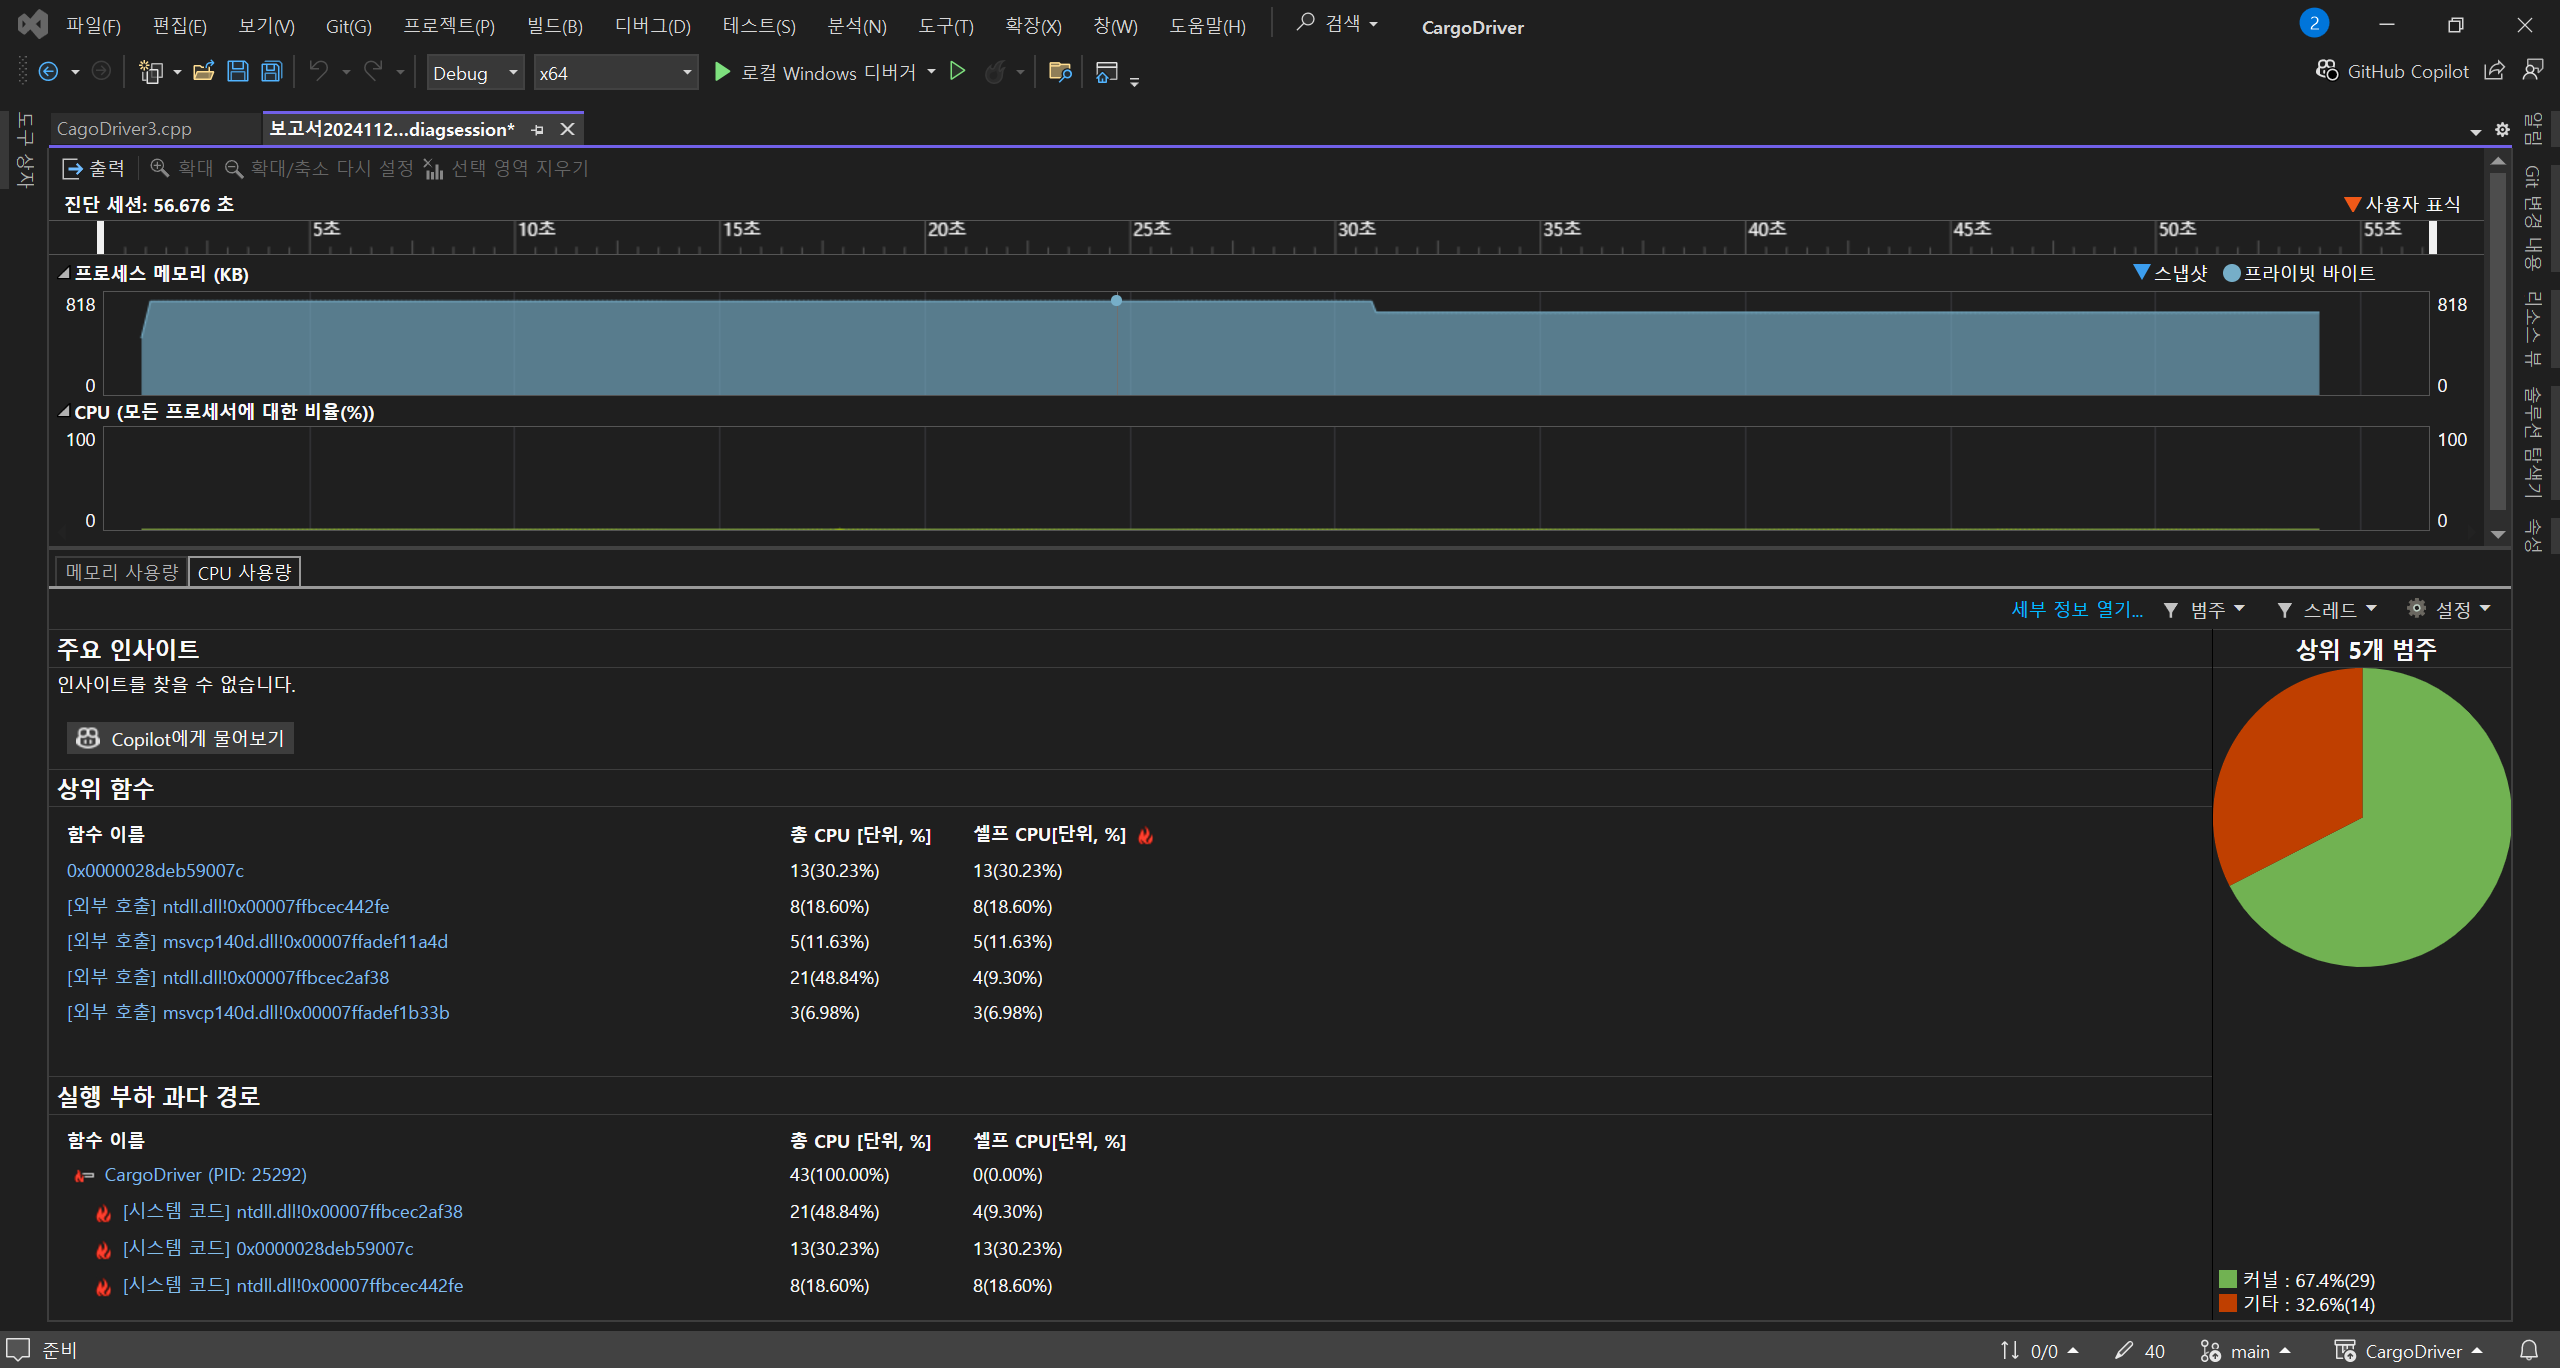 파일(F) 편집(E) 보기(V) Git(G) 프로젝트(P) 빌드(B) 디버그(D) 테스트(S) 분석(N) 도구(T) 확장(X) 창(W) 도움말(H) 검색 CargoDriver 2
Debug x64 로컬 Windows 디버거 GitHub Copilot
도구 상자
CagoDriver3.cpp 보고서2024112...diagsession*
출력 확대 확대/축소 다시 설정 선택 영역 지우기
진단 세션: 56.676 초 사용자 표식
5초 10초 15초 20초 25초 30초 35초 40초 45초 50초 55초
프로세스 메모리 (KB) 스냅샷 프라이빗 바이트
818 818
0 0
CPU (모든 프로세서에 대한 비율(%))
100 100
0 0
메모리 사용량 CPU 사용량
세부 정보 열기... 범주 스레드 설정
주요 인사이트
인사이트를 찾을 수 없습니다.
Copilot에게 물어보기
상위 함수
함수 이름 총 CPU [단위, %] 셀프 CPU[단위, %]
0x0000028deb59007c 13(30.23%) 13(30.23%)
[외부 호출] ntdll.dll!0x00007ffbcec442fe 8(18.60%) 8(18.60%)
[외부 호출] msvcp140d.dll!0x00007ffadef11a4d 5(11.63%) 5(11.63%)
[외부 호출] ntdll.dll!0x00007ffbcec2af38 21(48.84%) 4(9.30%)
[외부 호출] msvcp140d.dll!0x00007ffadef1b33b 3(6.98%) 3(6.98%)
실행 부하 과다 경로
함수 이름 총 CPU [단위, %] 셀프 CPU[단위, %]
CargoDriver (PID: 25292) 43(100.00%) 0(0.00%)
[시스템 코드] ntdll.dll!0x00007ffbcec2af38 21(48.84%) 4(9.30%)
[시스템 코드] 0x0000028deb59007c 13(30.23%) 13(30.23%)
[시스템 코드] ntdll.dll!0x00007ffbcec442fe 8(18.60%) 8(18.60%)
상위 5개 범주
커널 : 67.4%(29)
기타 : 32.6%(14)
알림
Git 변경 내용
리소스 뷰
솔루션 탐색기
속성
준비 0/0 40 main CargoDriver